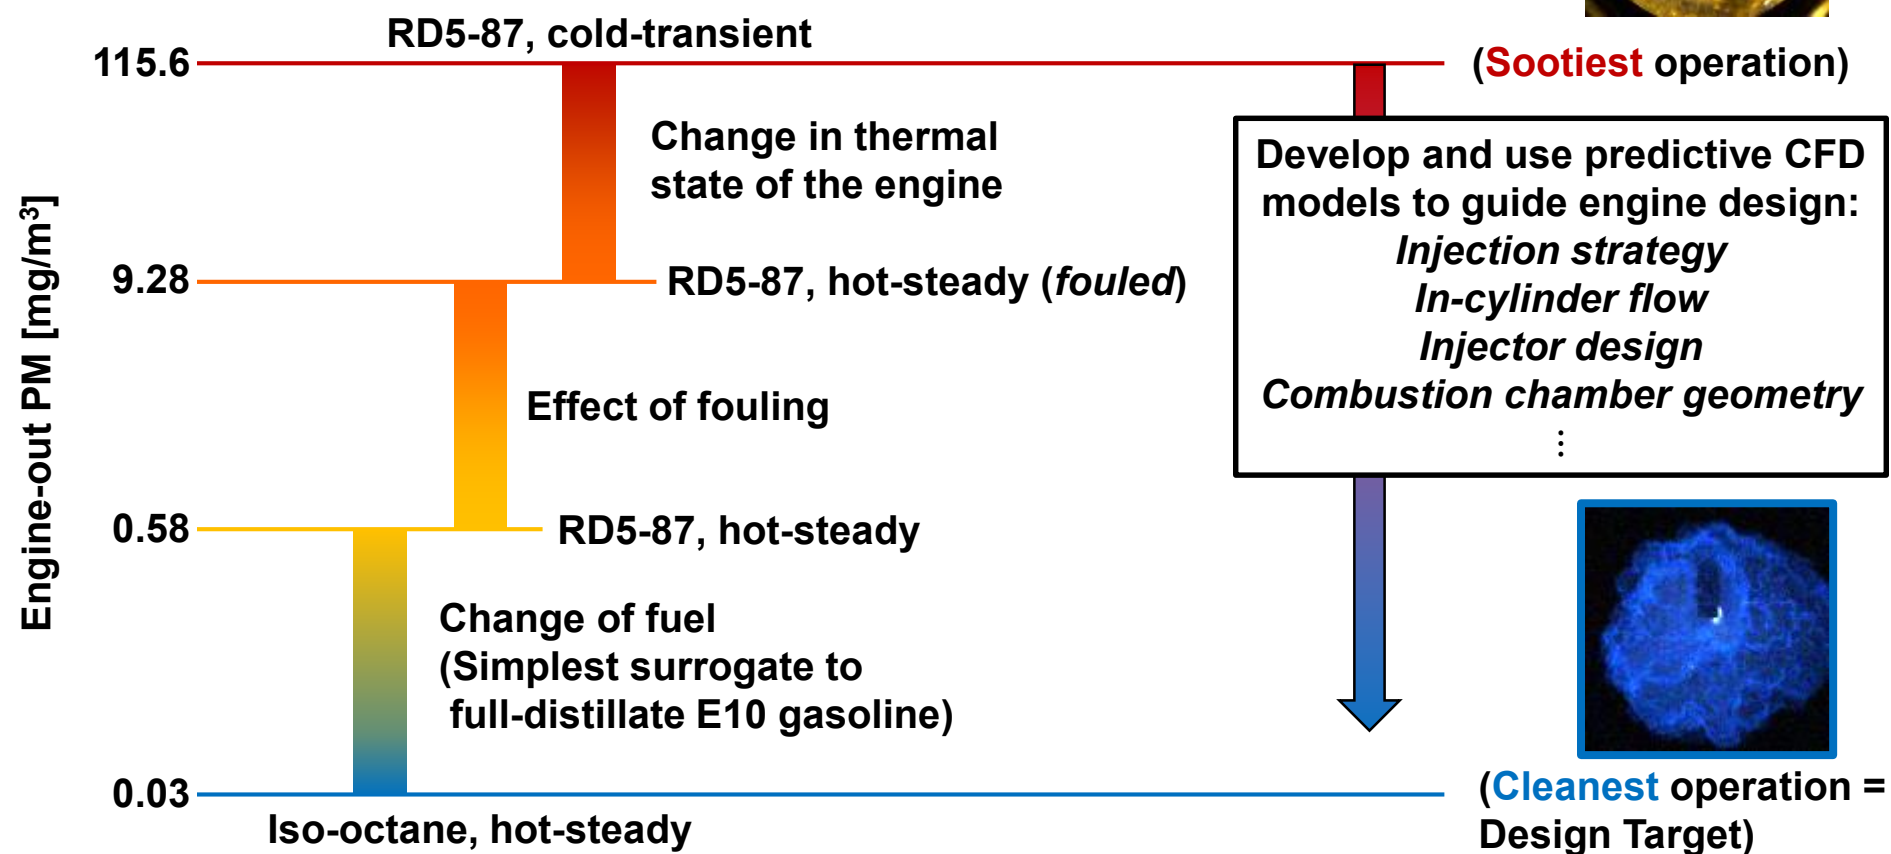 RD5-87, cold-transient
115.6
(Sootiest operation)
Change in thermal
state of the engine
Develop and use predictive CFD
models to guide engine design:
Injection strategy
In-cylinder flow
Injector design
Combustion chamber geometry
⋮
Engine-out PM [mg/m³]
9.28
RD5-87, hot-steady (fouled)
Effect of fouling
0.58
RD5-87, hot-steady
Change of fuel
(Simplest surrogate to
full-distillate E10 gasoline)
0.03
Iso-octane, hot-steady
(Cleanest operation =
Design Target)